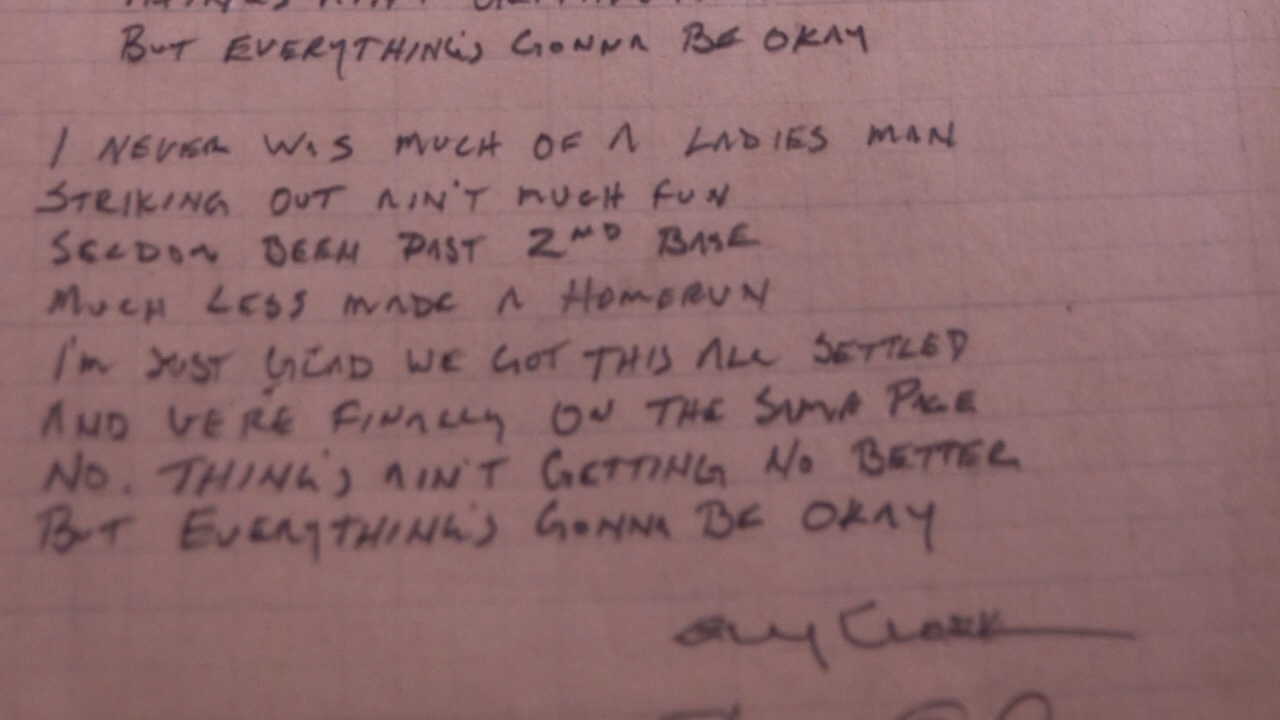 BUT EVERYTHING'S GONNA BE OKAY
I NEVER WAS MUCH OF A LADIES MAN
STRIKING OUT AIN'T MUCH FUN
SELDOM BEEN PAST 2ND BASE
MUCH LESS MADE A HOMERUN
I'M JUST GLAD WE GOT THIS ALL SETTLED
AND WE'RE FINALLY ON THE PAGE
NO. THING'S AIN'T GETTING NO BETTER
BUT EVERYTHING'S GONNA BE OKAY
Guy Clark